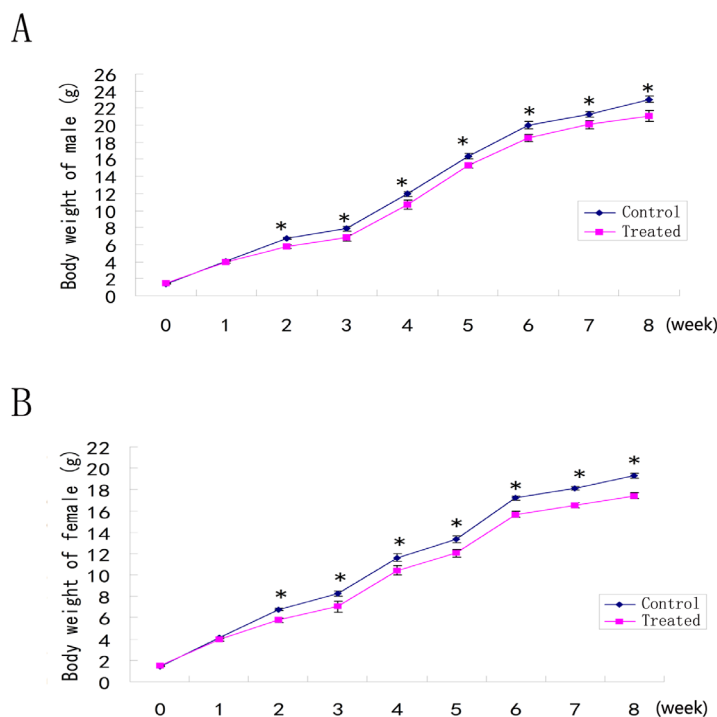 A
Body weight of male (g)
26
24
22
20
18
16
14
12
10
8
6
4
2
0
* * * * * * *
Control
Treated
0 1 2 3 4 5 6 7 8 (week)
B
Body weight of female (g)
22
20
18
16
14
12
10
8
6
4
2
0
* * * * * * *
Control
Treated
0 1 2 3 4 5 6 7 8 (week)